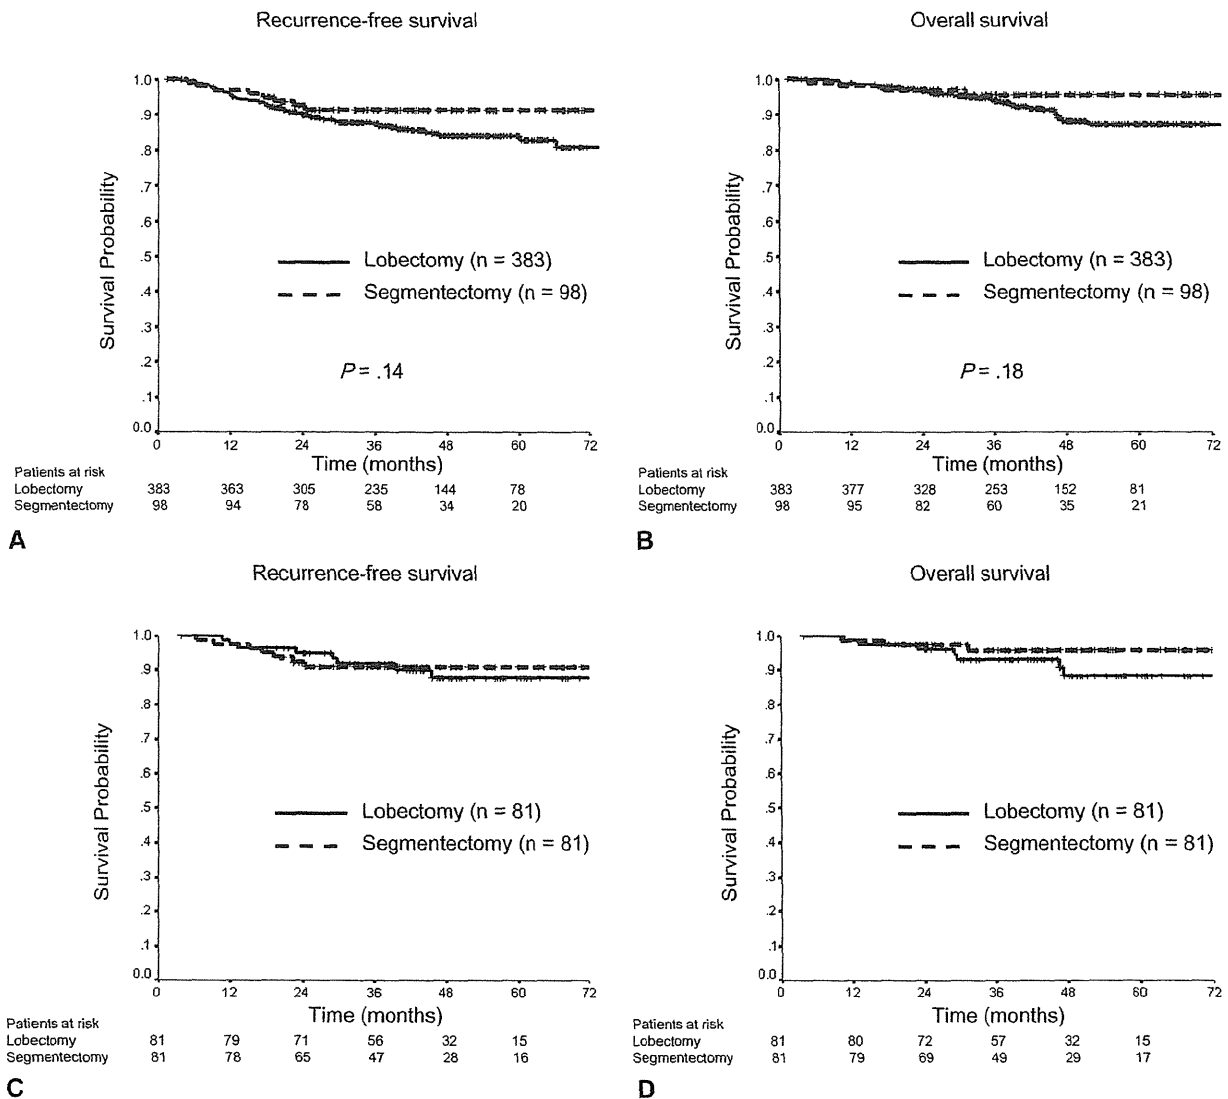 Recurrence-free survival
1.0
.9
.8
.7
.6
.5
.4
.3
.2
.1
0.0
Survival Probability
Lobectomy (n = 383)
Segmentectomy (n = 98)
P = .14
0 12 24 36 48 60 72
Time (months)
Patients at risk
Lobectomy 383 363 305 235 144 78
Segmentectomy 98 94 78 58 34 20
A
Overall survival
1.0
.9
.8
.7
.6
.5
.4
.3
.2
.1
0.0
Survival Probability
Lobectomy (n = 383)
Segmentectomy (n = 98)
P = .18
0 12 24 36 48 60 72
Time (months)
Patients at risk
Lobectomy 383 377 328 253 152 81
Segmentectomy 98 95 82 60 35 21
B
Recurrence-free survival
1.0
.9
.8
.7
.6
.5
.4
.3
.2
.1
0.0
Survival Probability
Lobectomy (n = 81)
Segmentectomy (n = 81)
0 12 24 36 48 60 72
Time (months)
Patients at risk
Lobectomy 81 79 71 56 32 15
Segmentectomy 81 78 65 47 28 16
C
Overall survival
1.0
.9
.8
.7
.6
.5
.4
.3
.2
.1
0.0
Survival Probability
Lobectomy (n = 81)
Segmentectomy (n = 81)
0 12 24 36 48 60 72
Time (months)
Patients at risk
Lobectomy 81 80 72 57 32 15
Segmentectomy 81 79 69 49 29 17
D